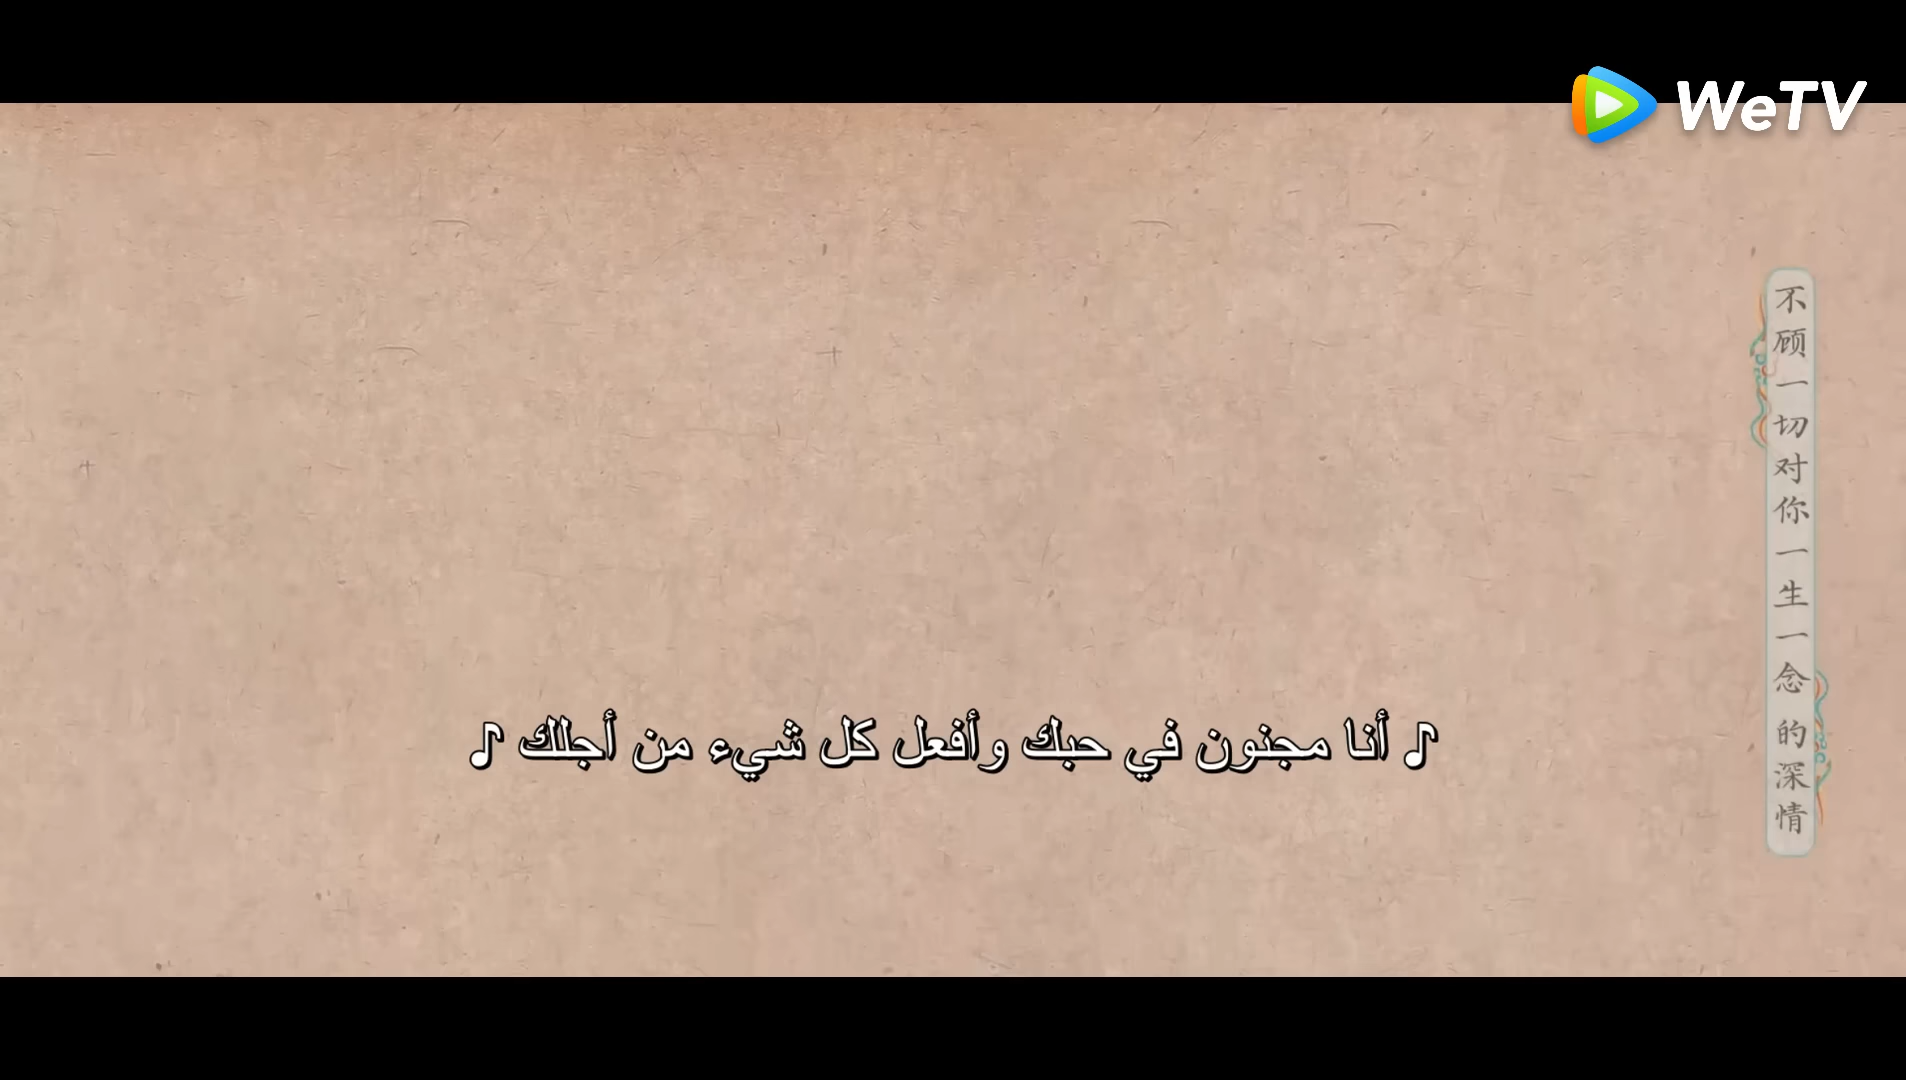 WeTV
不顾一切对你一生一念的深情
♪ أنا مجنون في حبك وأفعل كل شيء من أجلك ♪